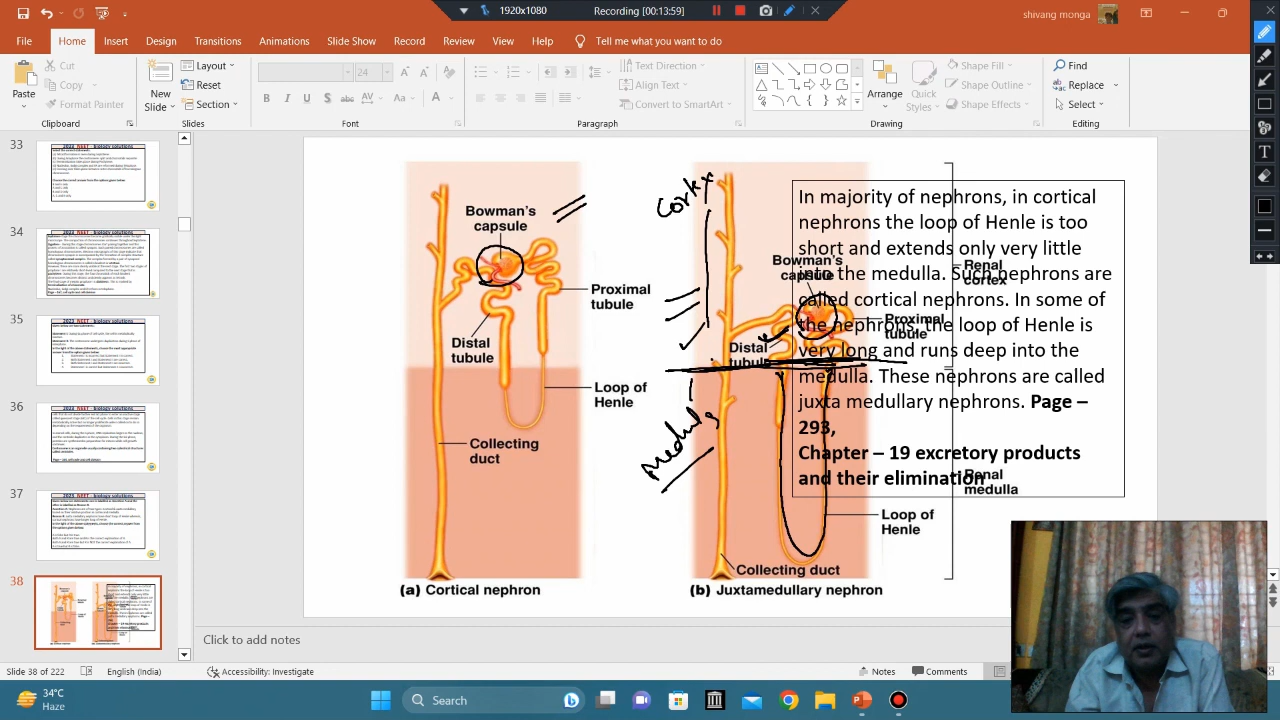 1920x1080
Recording [00:13:59]
shivang monga
File
Home
Insert
Design
Transitions
Animations
Slide Show
Record
Review
View
Help
Tell me what you want to do
Paste
Cut
Copy
Format Painter
Clipboard
New Slide
Layout
Reset
Section
Slides
24
Font
Text Direction
Align Text
Convert to SmartArt
Paragraph
Arrange
Quick Styles
Shape Fill
Shape Outline
Shape Effects
Drawing
Find
Replace
Select
Editing
33
34
35
36
37
38
Bowman's
capsule
Proximal
tubule
Distal
tubule
Loop of
Henle
Collecting
duct
(a) Cortical nephron
Cortex
Medulla
Bowman's
capsule
Proximal
tubule
Distal
tubule
Renal
cortex
Renal
medulla
Loop of
Henle
Collecting duct
(b) Juxtamedullary nephron
In majority of nephrons, in cortical
nephrons the loop of Henle is too
short and extends only very little
into the medulla. Such nephrons are
called cortical nephrons. In some of
the nephrons, the loop of Henle is
very long and runs deep into the
medulla. These nephrons are called
juxta medullary nephrons. Page –
293,
Chapter – 19 excretory products
and their elimination
Click to add notes
Slide 38 of 222
English (India)
Accessibility: Investigate
Notes
Comments
34°C
Haze
Search